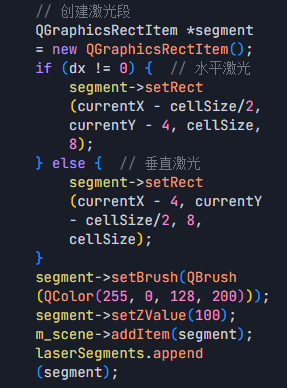 // 创建激光段
QGraphicsRectItem *segment
= new QGraphicsRectItem();
if (dx != 0) {  // 水平激光
segment->setRect
(currentX - cellSize/2,
currentY - 4, cellSize,
8);
} else {  // 垂直激光
segment->setRect
(currentX - 4, currentY
- cellSize/2, 8,
cellSize);
}
segment->setBrush(QBrush
(QColor(255, 0, 128, 200)));
segment->setZValue(100);
m_scene->addItem(segment);
laserSegments.append
(segment);